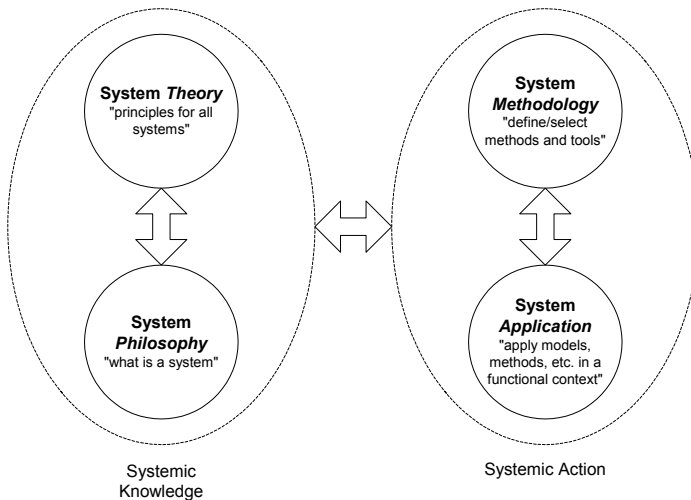 System Theory
"principles for all
systems"
System
Philosophy
"what is a system"
Systemic
Knowledge
System
Methodology
"define/select
methods and tools"
System
Application
"apply models,
methods, etc. in a
functional context"
Systemic Action